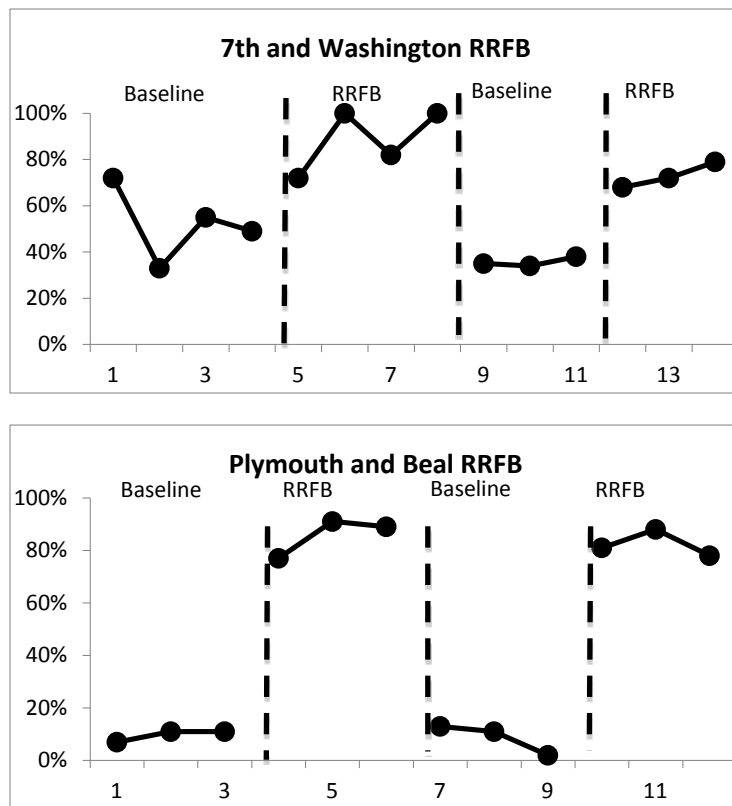 7th and Washington RRFB
Baseline RRFB Baseline RRFB
100%
80%
60%
40%
20%
0%
1 3 5 7 9 11 13
Plymouth and Beal RRFB
Baseline RRFB Baseline RRFB
100%
80%
60%
40%
20%
0%
1 3 5 7 9 11